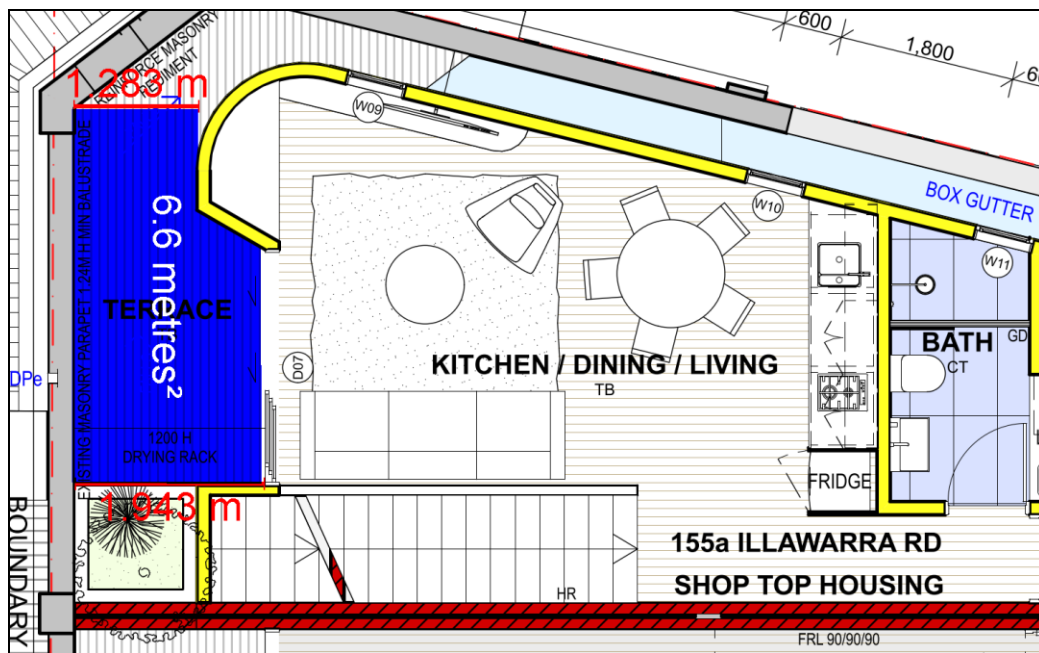 600
1,800
REINFORCE MASONRY
PEDIMENT
1.283 m
W09
W10
BOX GUTTER
W11
EXISTING MASONRY PARAPET 1.24M H MIN BALUSTRADE
6.6 metres²
TERRACE
BATH
GD
CT
DPe
D07
KITCHEN / DINING / LIVING
TB
1200 H
DRYING RACK
FRIDGE
1.943 m
BOUNDARY
155a ILLAWARRA RD
SHOP TOP HOUSING
HR
FRL 90/90/90